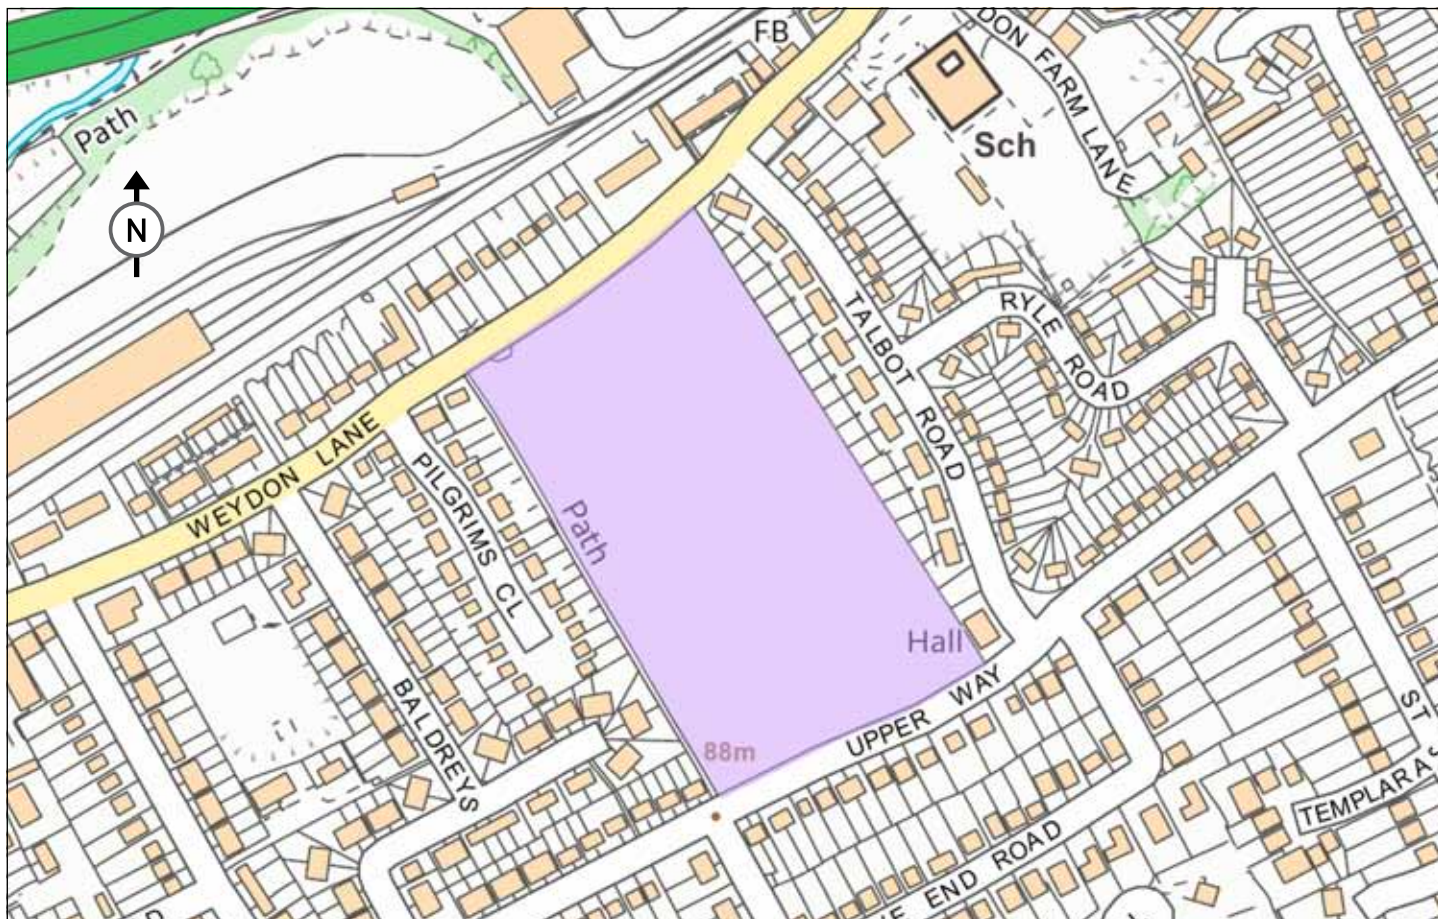 FB
DON FARM LANE
Path
Sch
N
RYLE ROAD
TALBOT ROAD
WEYDON LANE
PILGRIMS CL
Path
Hall
UPPER WAY
BALDREYS
88m
ST
TEMPLAR A
END ROAD